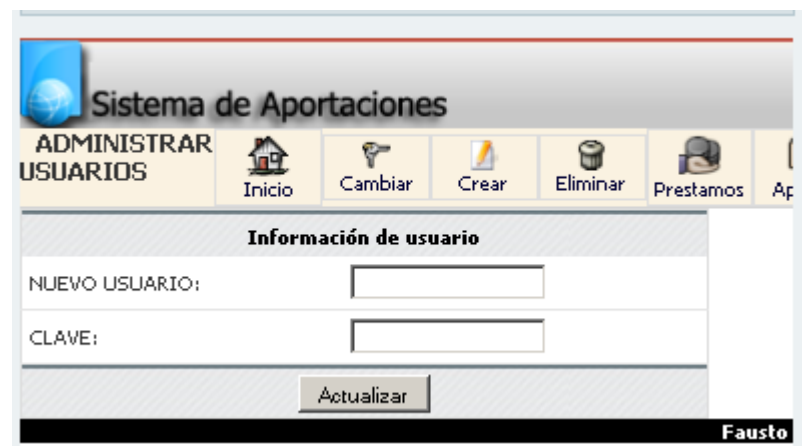 Sistema de Aportaciones
ADMINISTRAR
USUARIOS
Inicio
Cambiar
Crear
Eliminar
Prestamos
Información de usuario
NUEVO USUARIO:
CLAVE:
Actualizar
Fausto